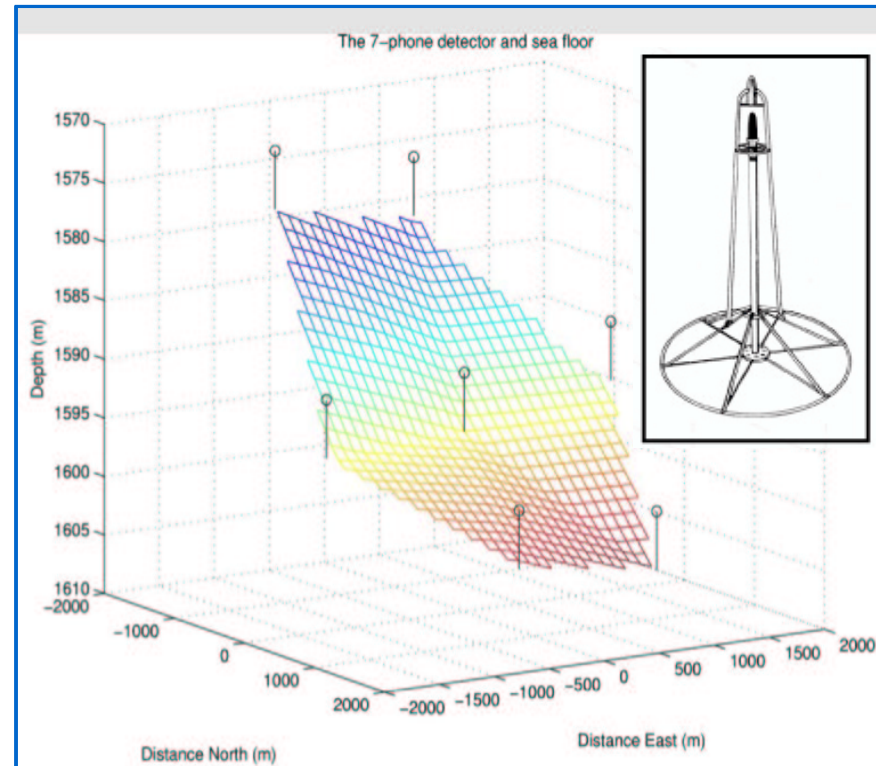 The 7–phone detector and sea floor
1570
1575
1580
1585
1590
1595
1600
1605
1610
Depth (m)
−2000
−1000
0
1000
2000
Distance North (m)
−2000 −1500 −1000 −500 0 500 1000 1500 2000
Distance East (m)